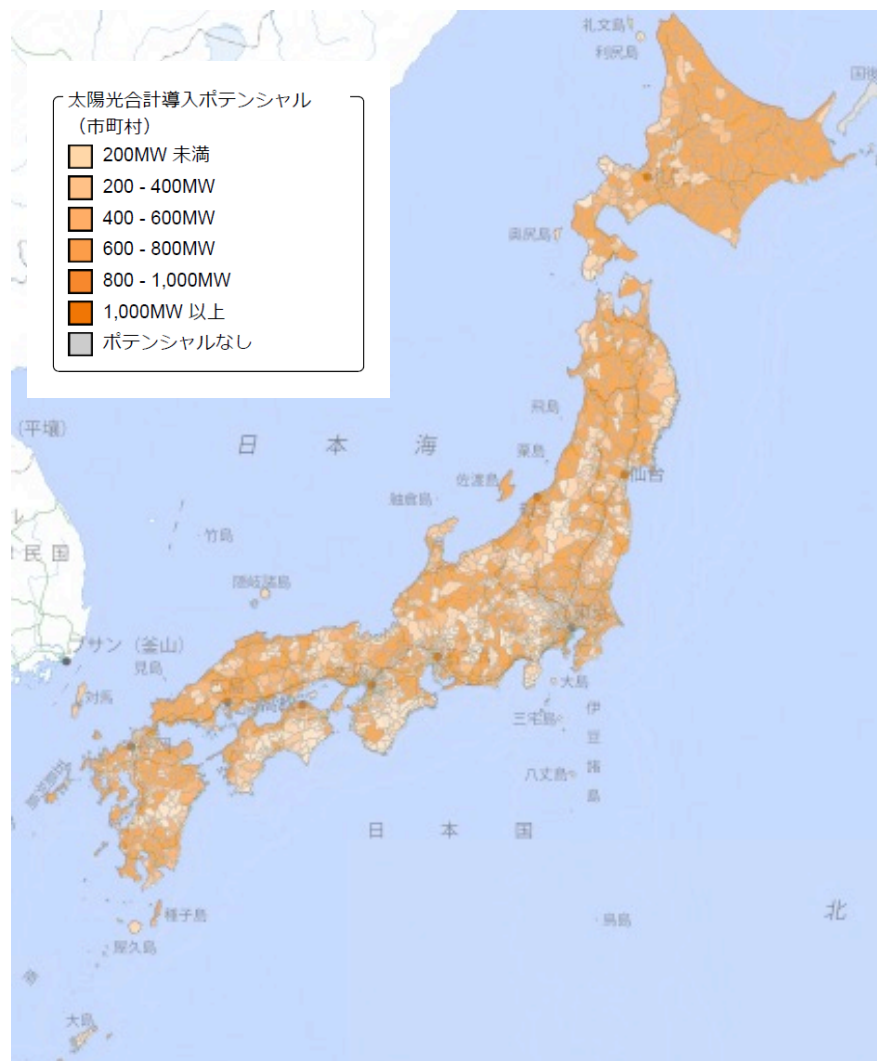 太陽光合計導入ポテンシャル
（市町村）
200MW 未満
200 - 400MW
400 - 600MW
600 - 800MW
800 - 1,000MW
1,000MW 以上
ポテンシャルなし
礼文島
利尻島
国後
奥尻島
（平壌）
日本海
飛島
粟島
仙台
佐渡島
舳倉島
竹島
民国
隠岐諸島
プサン（釜山）
見島
対馬
大島
三宅島
伊豆諸島
八丈島
日本国
種子島
屋久島
鳥島
北
大島